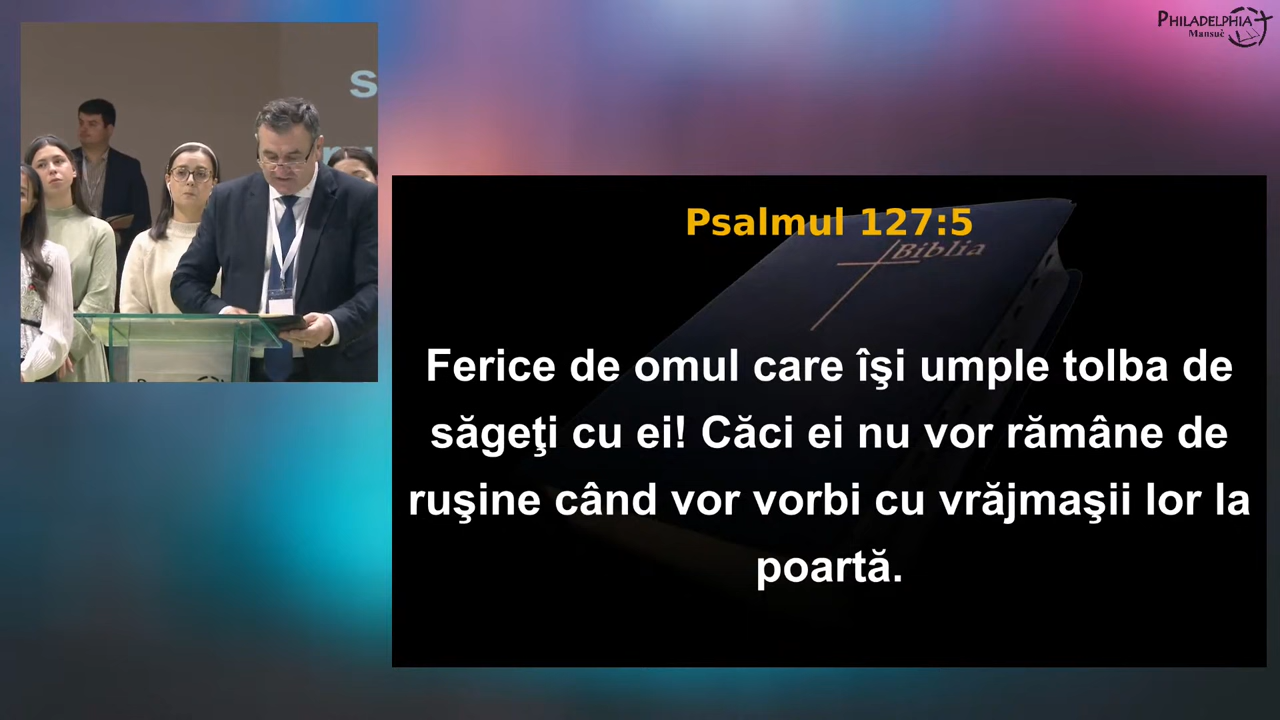 PHILADELPHIA
Mansuè
s
Psalmul 127:5
Biblia
Ferice de omul care îşi umple tolba de
săgeţi cu ei! Căci ei nu vor rămâne de
ruşine când vor vorbi cu vrăjmaşii lor la
poartă.